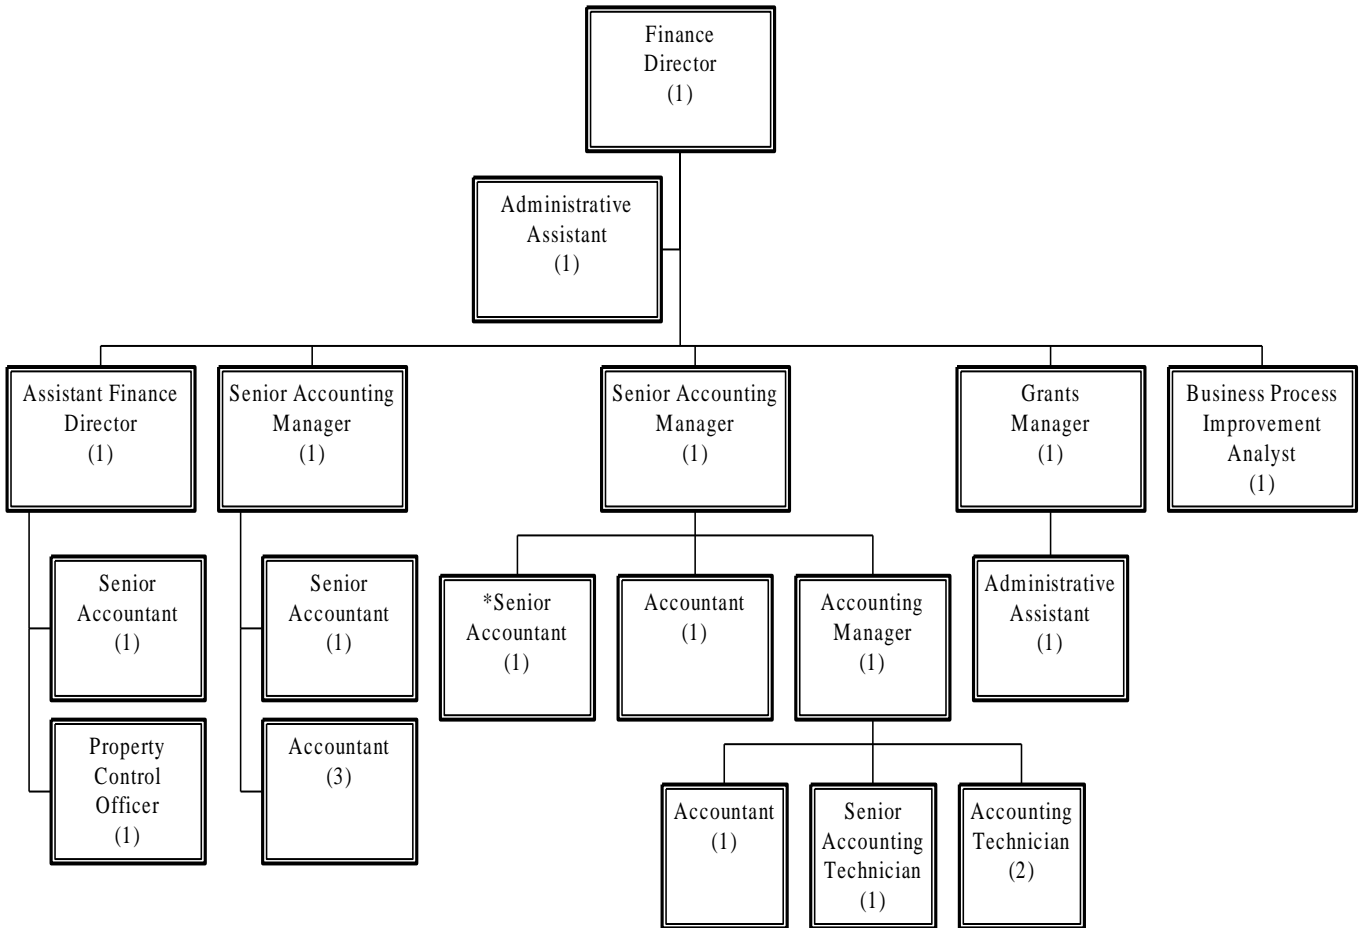 Finance
Director
(1)
Administrative
Assistant
(1)
Assistant Finance
Director
(1)
Senior Accounting
Manager
(1)
Senior Accounting
Manager
(1)
Grants
Manager
(1)
Business Process
Improvement
Analyst
(1)
Senior
Accountant
(1)
Senior
Accountant
(1)
*Senior
Accountant
(1)
Accountant
(1)
Accounting
Manager
(1)
Administrative
Assistant
(1)
Property
Control
Officer
(1)
Accountant
(3)
Accountant
(1)
Senior
Accounting
Technician
(1)
Accounting
Technician
(2)